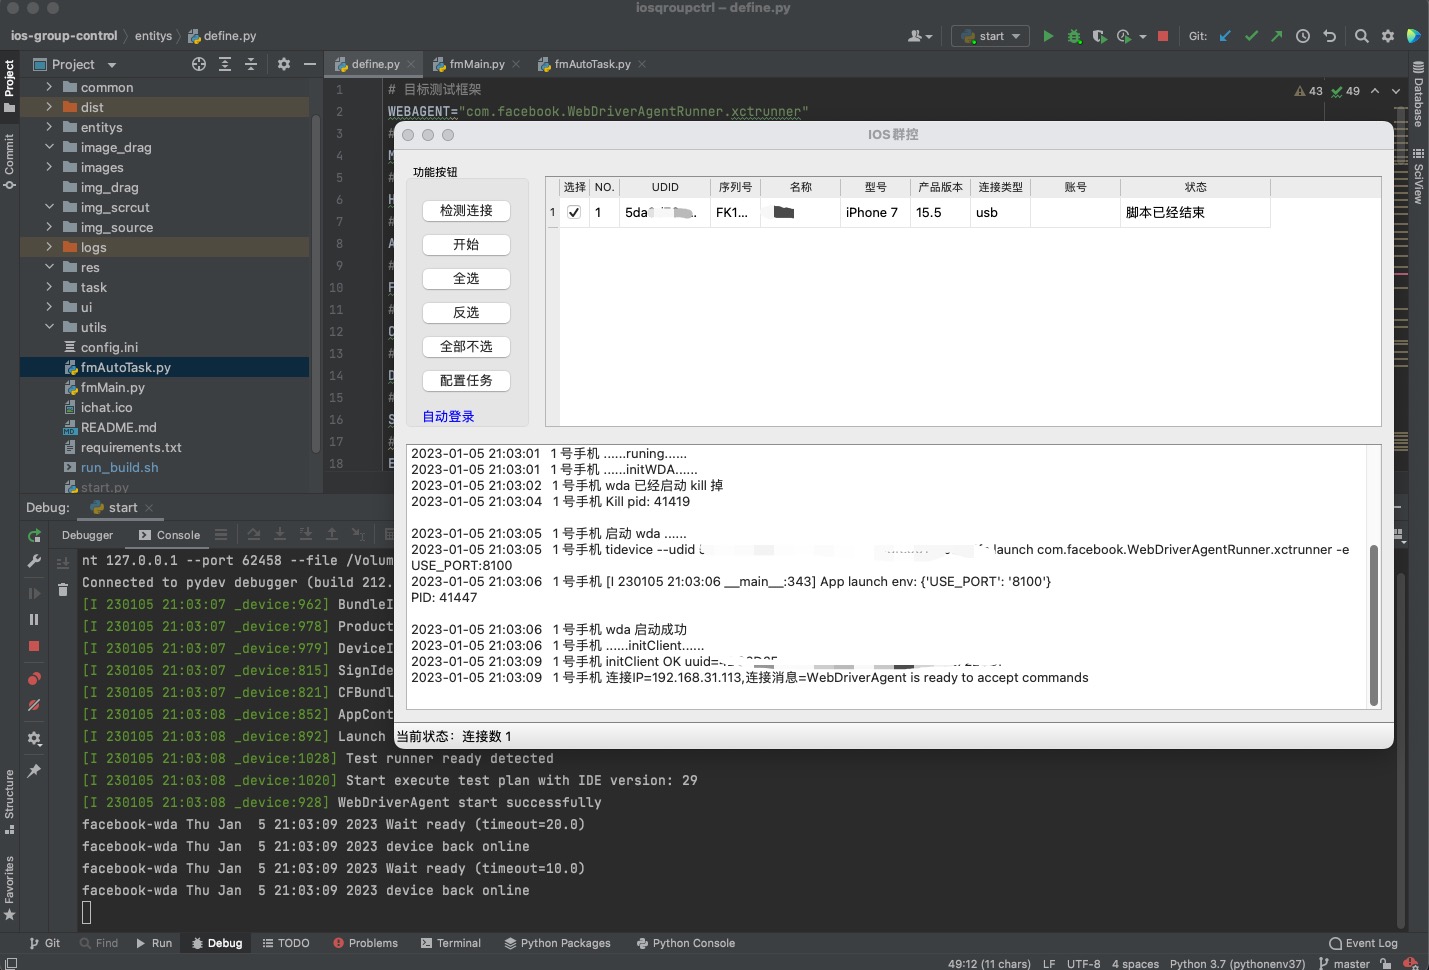 iosqroupctrl – define.py
ios-group-control 〉 entitys 〉 define.py
start
Git:
Project
define.py
fmMain.py
fmAutoTask.py
Project
Commit
Structure
Favorites
Database
SciView
common
dist
entitys
image_drag
images
img_drag
img_scrcut
img_source
logs
res
task
ui
utils
config.ini
fmAutoTask.py
fmMain.py
ichat.ico
README.md
requirements.txt
run_build.sh
start.py
1 # 目标测试框架
2 WEBAGENT="com.facebook.WebDriverAgentRunner.xctrunner"
3 #
4 M
5 #
6 H
7 #
8 A
9 #
10 F
11 #
12 C
13 #
14 D
15 #
16 S
17 #
18 E
43 49
IOS群控
功能按钮
检测连接
开始
全选
反选
全部不选
配置任务
自动登录
选择 NO. UDID 序列号 名称 型号 产品版本 连接类型 账号 状态
1 1 5da FK1... iPhone 7 15.5 usb 脚本已经结束
2023-01-05 21:03:01 1 号手机 ......runing......
2023-01-05 21:03:01 1 号手机 ......initWDA......
2023-01-05 21:03:02 1 号手机 wda 已经启动 kill 掉
2023-01-05 21:03:04 1 号手机 Kill pid: 41419
2023-01-05 21:03:05 1 号手机 启动 wda ......
2023-01-05 21:03:05 1 号手机 tidevice --udid launch com.facebook.WebDriverAgentRunner.xctrunner -e
USE_PORT:8100
2023-01-05 21:03:06 1 号手机 [I 230105 21:03:06 __main__:343] App launch env: {'USE_PORT': '8100'}
PID: 41447
2023-01-05 21:03:06 1 号手机 wda 启动成功
2023-01-05 21:03:06 1 号手机 ......initClient......
2023-01-05 21:03:09 1 号手机 initClient OK uuid=
2023-01-05 21:03:09 1 号手机 连接IP=192.168.31.113,连接消息=WebDriverAgent is ready to accept commands
当前状态：连接数 1
Debug: start
Debugger Console
nt 127.0.0.1 --port 62458 --file /Volum
Connected to pydev debugger (build 212.
[I 230105 21:03:07 _device:962] BundleI
[I 230105 21:03:07 _device:978] Product
[I 230105 21:03:07 _device:979] DeviceI
[I 230105 21:03:07 _device:815] SignIde
[I 230105 21:03:07 _device:821] CFBundl
[I 230105 21:03:08 _device:852] AppCont
[I 230105 21:03:08 _device:892] Launch
[I 230105 21:03:08 _device:1028] Test runner ready detected
[I 230105 21:03:08 _device:1020] Start execute test plan with IDE version: 29
[I 230105 21:03:08 _device:928] WebDriverAgent start successfully
facebook-wda Thu Jan  5 21:03:09 2023 Wait ready (timeout=20.0)
facebook-wda Thu Jan  5 21:03:09 2023 device back online
facebook-wda Thu Jan  5 21:03:09 2023 Wait ready (timeout=10.0)
facebook-wda Thu Jan  5 21:03:09 2023 device back online
Git Find Run Debug TODO Problems Terminal Python Packages Python Console Event Log
49:12 (11 chars) LF UTF-8 4 spaces Python 3.7 (pythonenv37) master